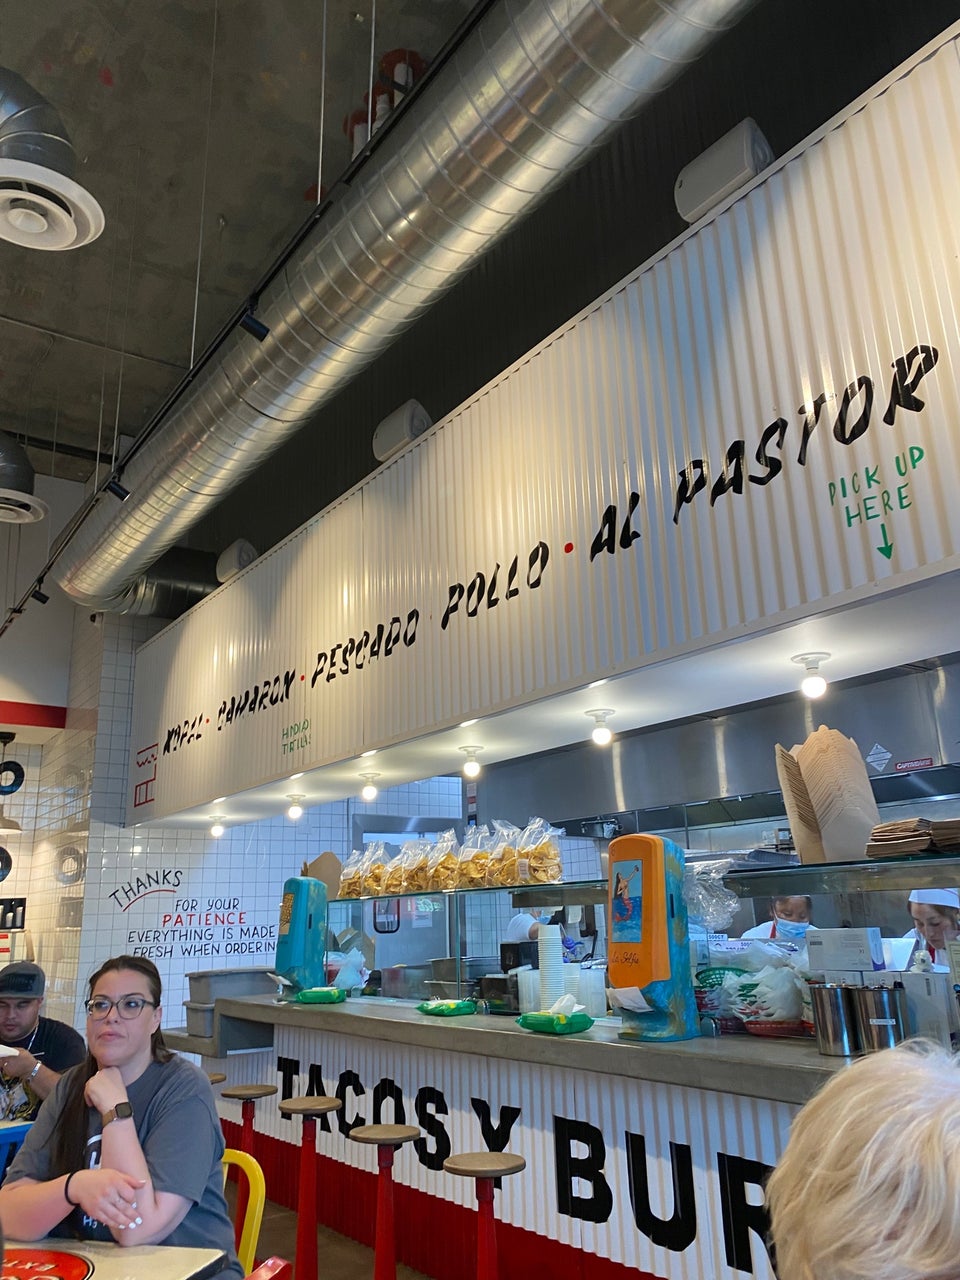 NOPAL · CAMARON · PESCADO · POLLO · AL PASTOR
PICK UP
HERE
THANKS
FOR YOUR
PATIENCE
EVERYTHING IS MADE
FRESH WHEN ORDERING
TACOS Y BUR